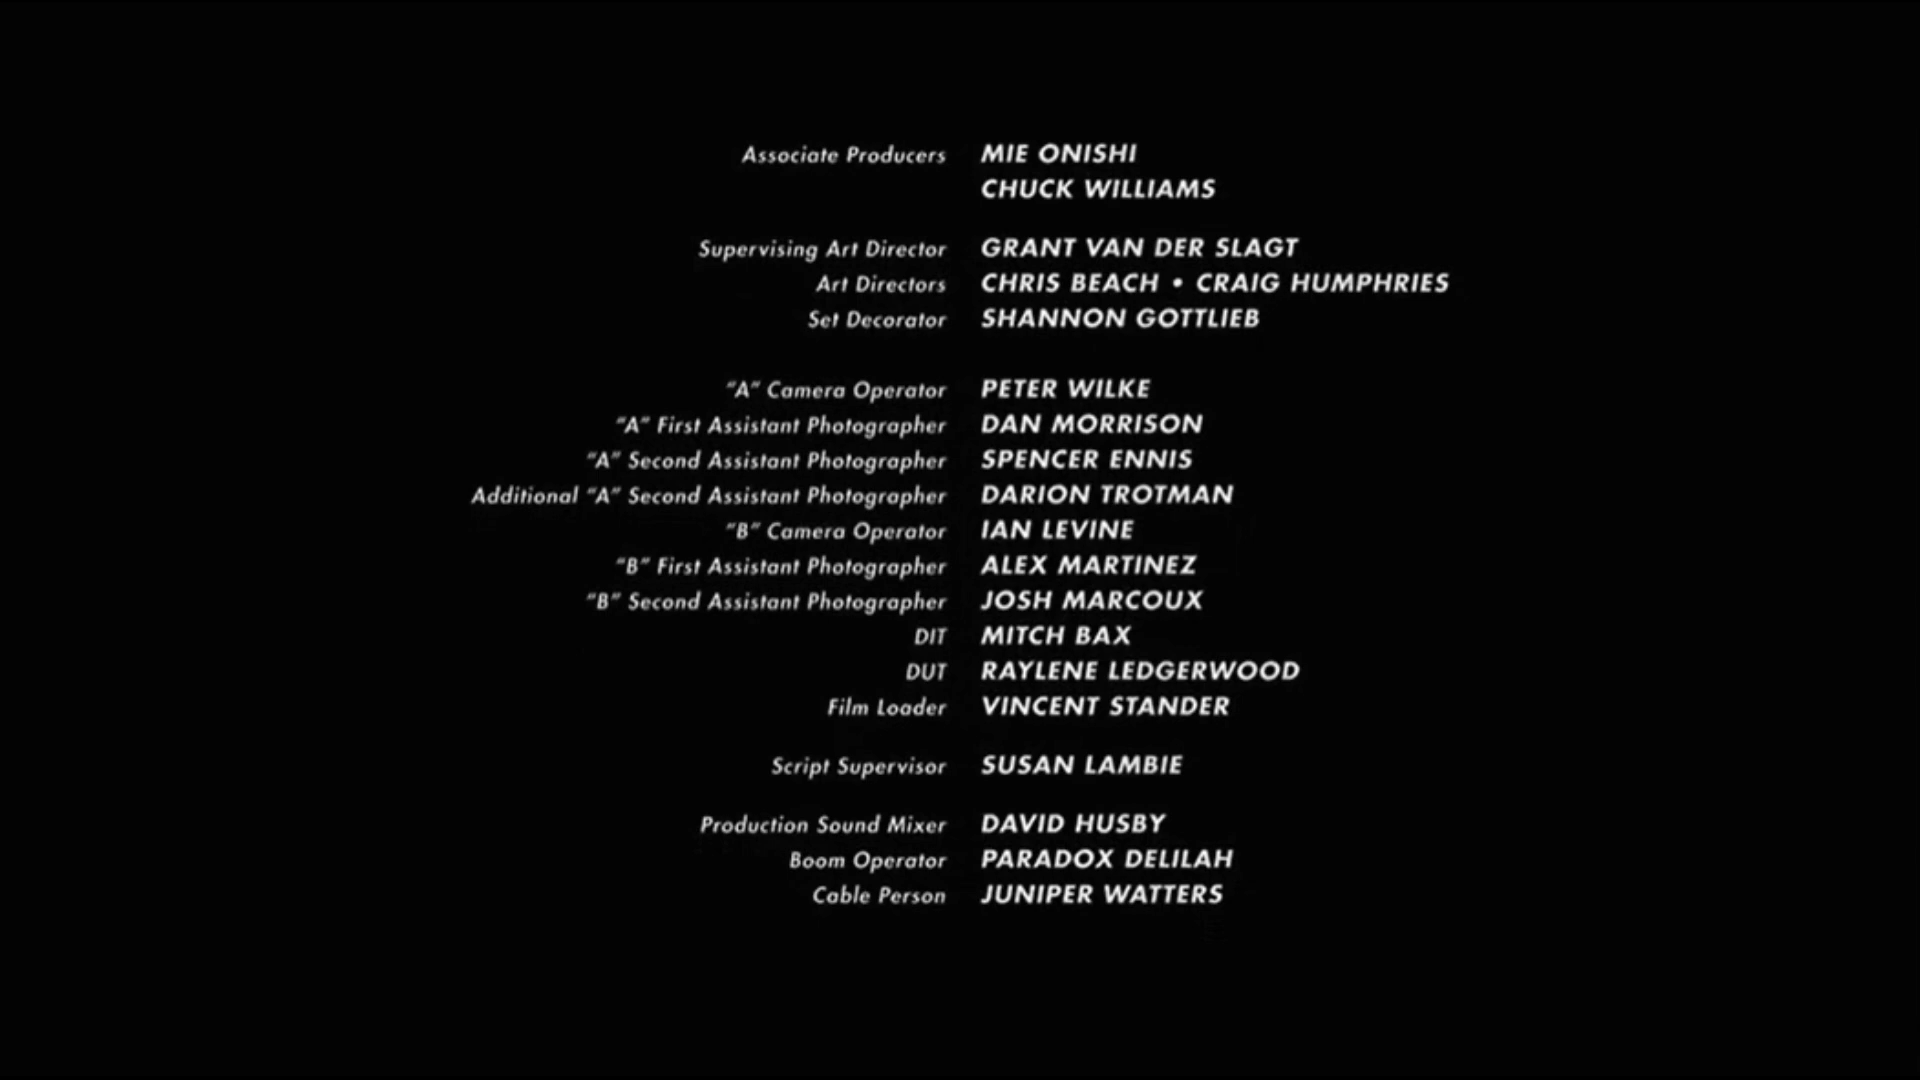 Associate Producers MIE ONISHI
CHUCK WILLIAMS
Supervising Art Director GRANT VAN DER SLAGT
Art Directors CHRIS BEACH • CRAIG HUMPHRIES
Set Decorator SHANNON GOTTLIEB
“A” Camera Operator PETER WILKE
“A” First Assistant Photographer DAN MORRISON
“A” Second Assistant Photographer SPENCER ENNIS
Additional “A” Second Assistant Photographer DARION TROTMAN
“B” Camera Operator IAN LEVINE
“B” First Assistant Photographer ALEX MARTINEZ
“B” Second Assistant Photographer JOSH MARCOUX
DIT MITCH BAX
DUT RAYLENE LEDGERWOOD
Film Loader VINCENT STANDER
Script Supervisor SUSAN LAMBIE
Production Sound Mixer DAVID HUSBY
Boom Operator PARADOX DELILAH
Cable Person JUNIPER WATTERS